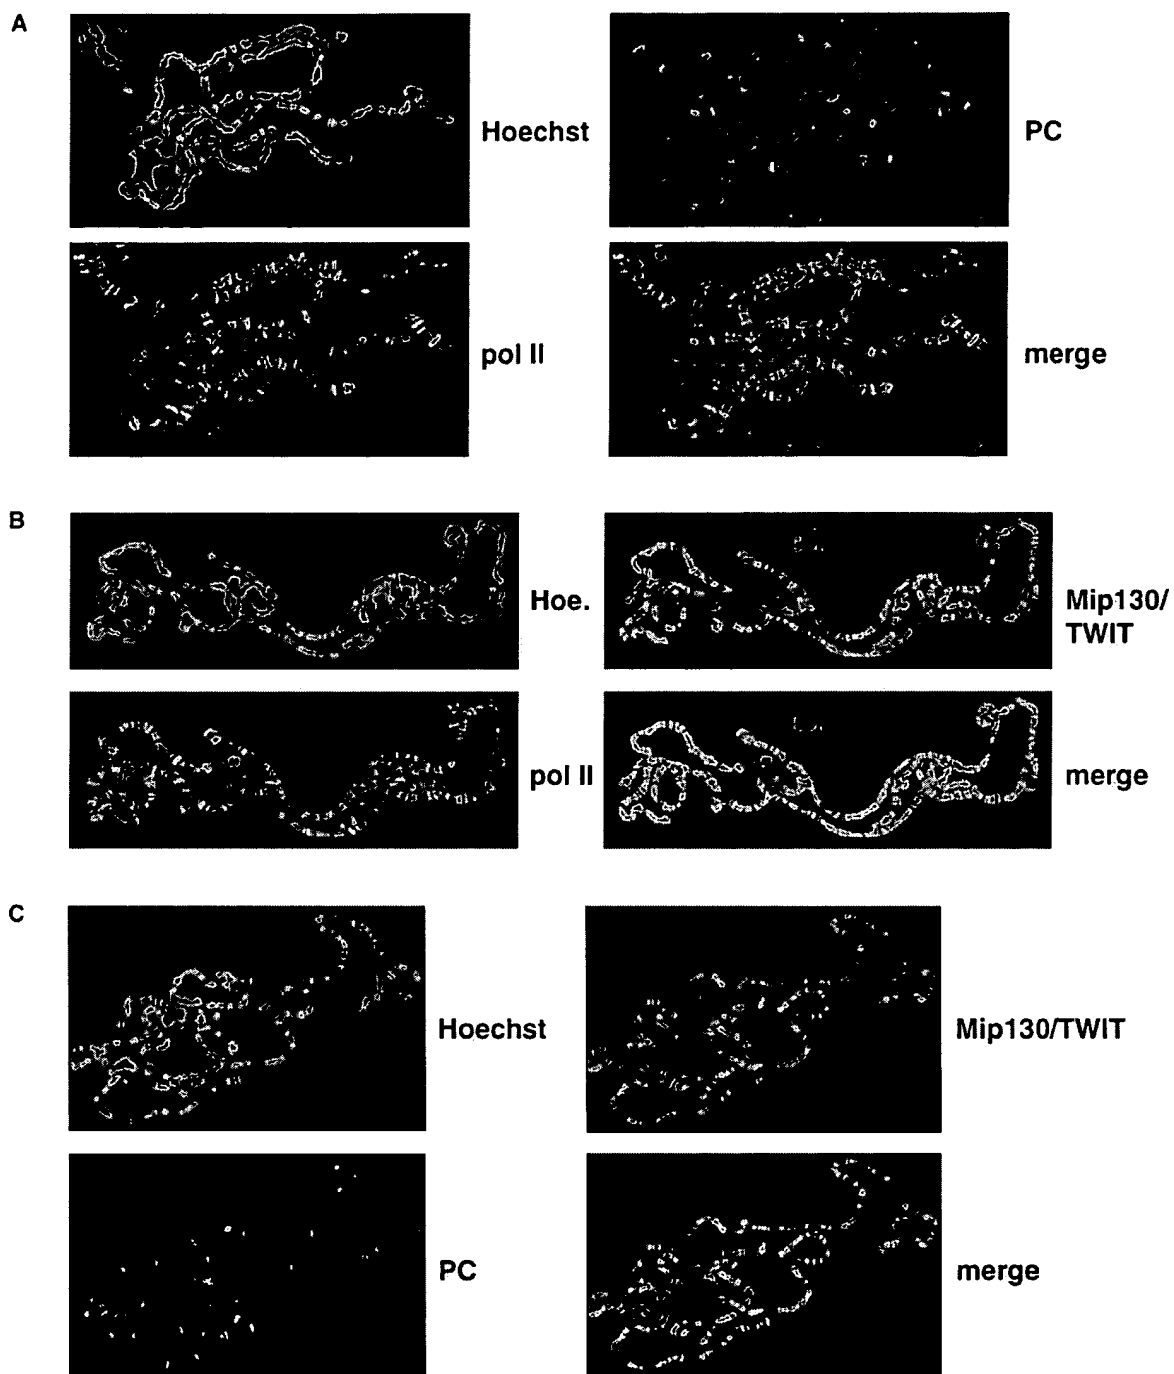 A
Hoechst
PC
pol II
merge
B
Hoe.
Mip130/
TWIT
pol II
merge
C
Hoechst
Mip130/TWIT
PC
merge